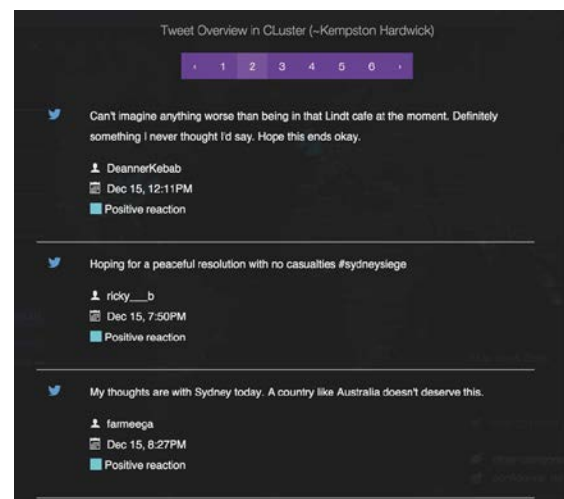 Tweet Overview in CLuster (~Kempston Hardwick)
‹ 1 2 3 4 5 6 ›
Can't imagine anything worse than being in that Lindt cafe at the moment. Definitely
something I never thought I'd say. Hope this ends okay.
DeannerKebab
Dec 15, 12:11PM
Positive reaction
Hoping for a peaceful resolution with no casualties #sydneysiege
ricky___b
Dec 15, 7:50PM
Positive reaction
My thoughts are with Sydney today. A country like Australia doesn't deserve this.
farmeega
Dec 15, 8:27PM
Positive reaction